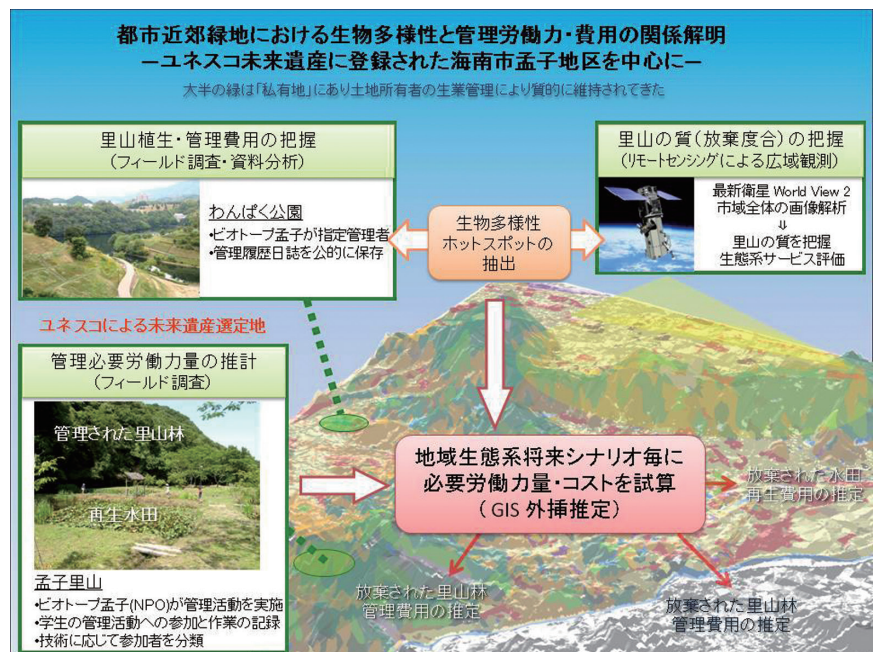 都市近郊緑地における生物多様性と管理労働力・費用の関係解明
―ユネスコ未来遺産に登録された海南市孟子地区を中心に―
大半の緑は「私有地」にあり土地所有者の生業管理により質的に維持されてきた
里山植生・管理費用の把握
(フィールド調査・資料分析)
わんぱく公園
•ビオトープ孟子が指定管理者
•管理履歴日誌を公的に保存
生物多様性
ホットスポットの
抽出
里山の質(放棄度合)の把握
(リモートセンシングによる広域観測)
最新衛星 World View 2
市域全体の画像解析
⇓
里山の質を把握
生態系サービス評価
ユネスコによる未来遺産選定地
管理必要労働力量の推計
(フィールド調査)
管理された里山林
再生水田
孟子里山
•ビオトープ孟子(NPO)が管理活動を実施
•学生の管理活動への参加と作業の記録
•技術に応じて参加者を分類
地域生態系将来シナリオ毎に
必要労働力量・コストを試算
(GIS 外挿推定)
放棄された水田
再生費用の推定
放棄された里山林
管理費用の推定
放棄された里山林
管理費用の推定